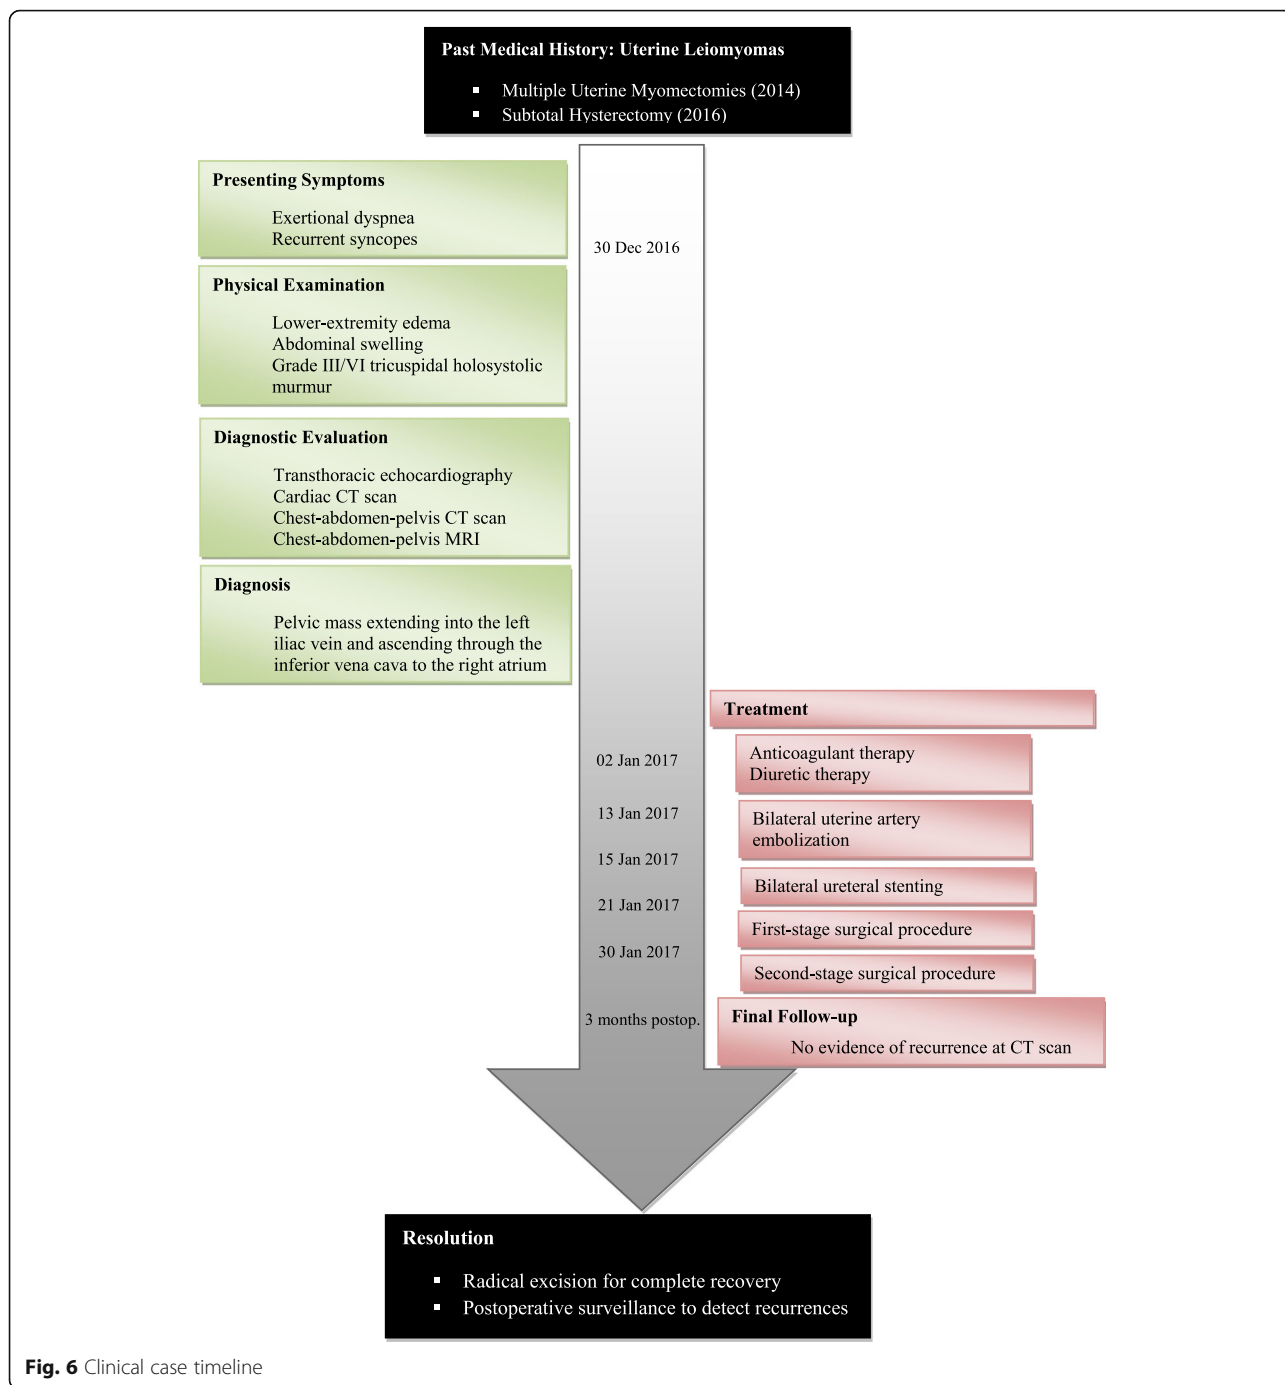 Past Medical History: Uterine Leiomyomas
▪ Multiple Uterine Myomectomies (2014)
▪ Subtotal Hysterectomy (2016)
Presenting Symptoms
Exertional dyspnea
Recurrent syncopes
30 Dec 2016
Physical Examination
Lower-extremity edema
Abdominal swelling
Grade III/VI tricuspidal holosystolic
murmur
Diagnostic Evaluation
Transthoracic echocardiography
Cardiac CT scan
Chest-abdomen-pelvis CT scan
Chest-abdomen-pelvis MRI
Diagnosis
Pelvic mass extending into the left
iliac vein and ascending through the
inferior vena cava to the right atrium
Treatment
02 Jan 2017
Anticoagulant therapy
Diuretic therapy
13 Jan 2017
Bilateral uterine artery
embolization
15 Jan 2017
Bilateral ureteral stenting
21 Jan 2017
First-stage surgical procedure
30 Jan 2017
Second-stage surgical procedure
3 months postop.
Final Follow-up
No evidence of recurrence at CT scan
Resolution
▪ Radical excision for complete recovery
▪ Postoperative surveillance to detect recurrences
Fig. 6 Clinical case timeline